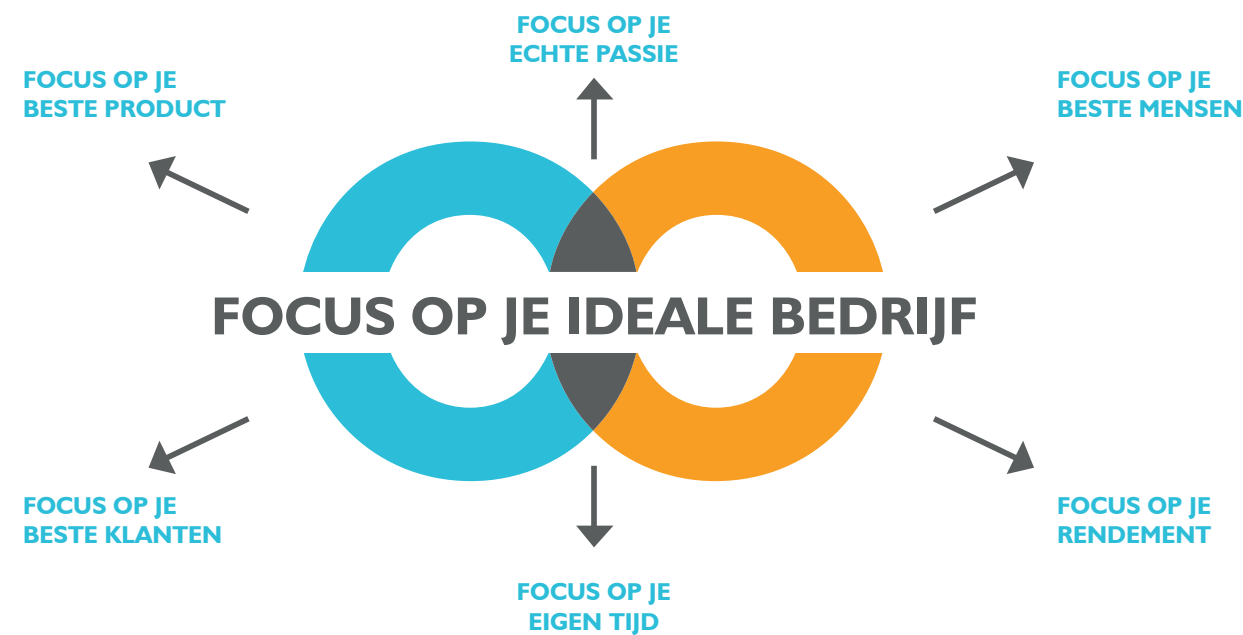 FOCUS OP JE
ECHTE PASSIE
FOCUS OP JE
BESTE PRODUCT
FOCUS OP JE
BESTE MENSEN
FOCUS OP JE IDEALE BEDRIJF
FOCUS OP JE
BESTE KLANTEN
FOCUS OP JE
RENDEMENT
FOCUS OP JE
EIGEN TIJD